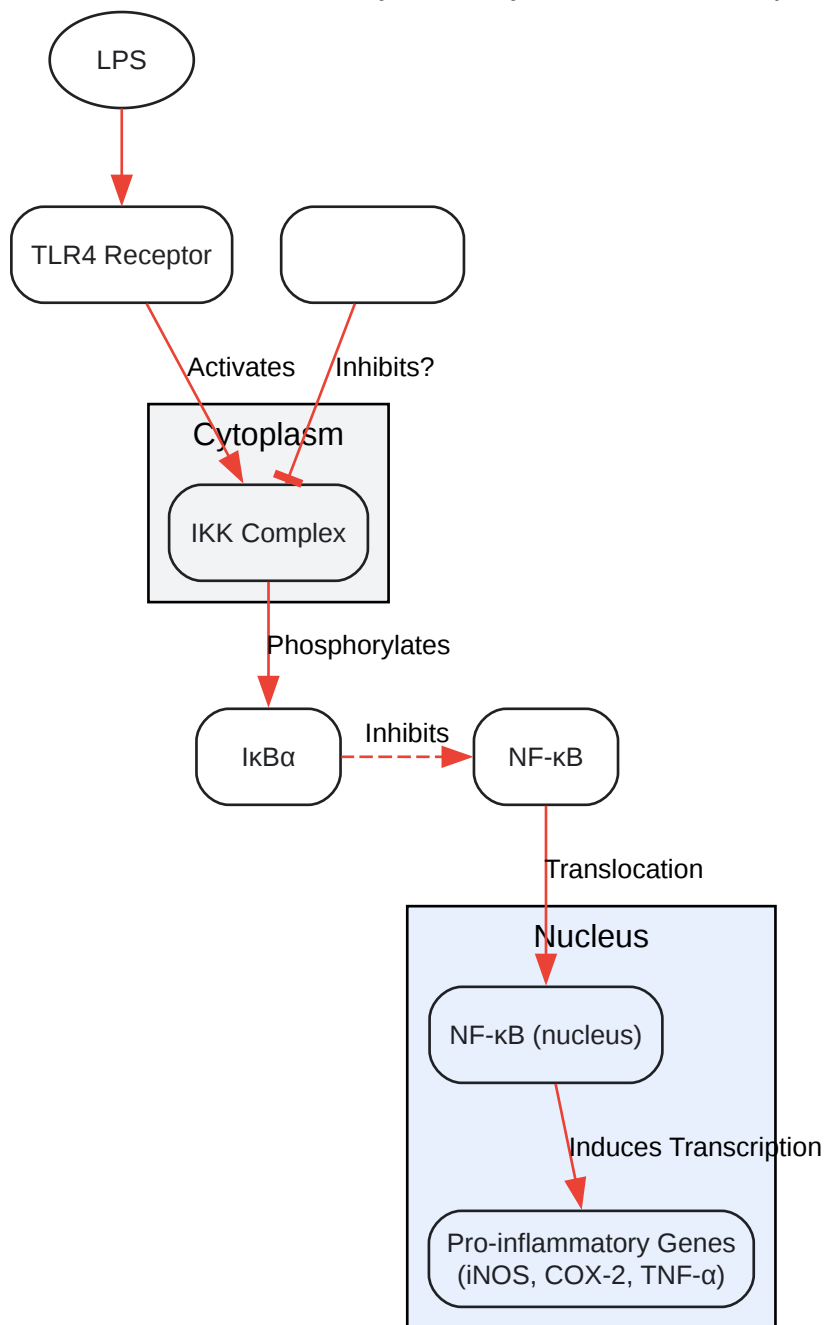 LPS
TLR4 Receptor
Activates
Inhibits?
Cytoplasm
IKK Complex
Phosphorylates
IκBα
Inhibits
NF-κB
Translocation
Nucleus
NF-κB (nucleus)
Induces Transcription
Pro-inflammatory Genes
(iNOS, COX-2, TNF-α)